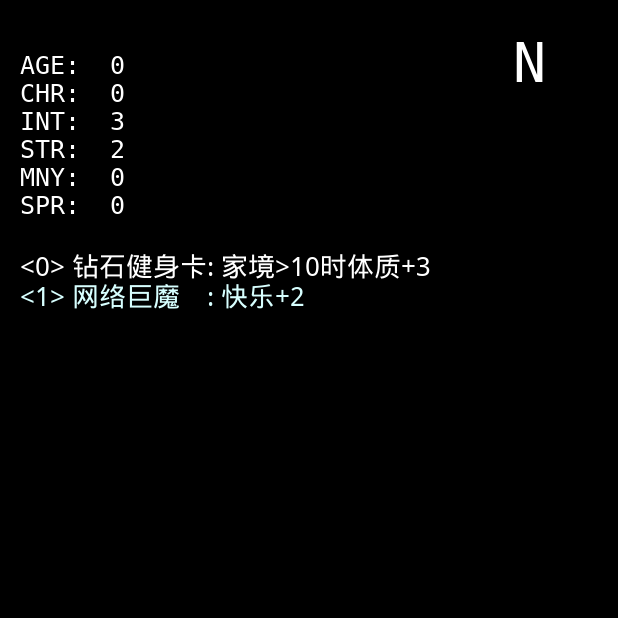 N
AGE: 0
CHR: 0
INT: 3
STR: 2
MNY: 0
SPR: 0
<0> 钻石健身卡: 家境>10时体质+3
<1> 网络巨魔　: 快乐+2